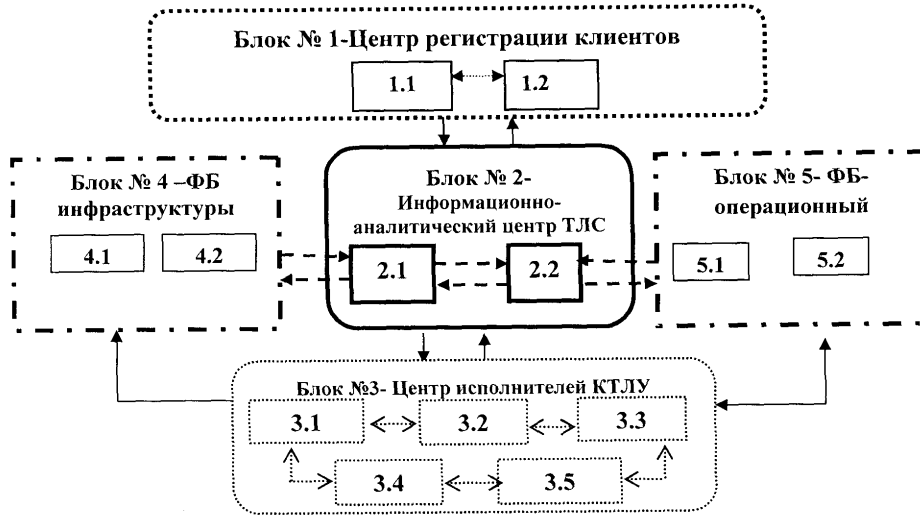 Блок № 1-Центр регистрации клиентов
1.1
1.2
Блок № 4 –ФБ
инфраструктуры
4.1
4.2
Блок № 2-
Информационно-
аналитический центр ТЛС
2.1
2.2
Блок № 5- ФБ-
операционный
5.1
5.2
Блок №3- Центр исполнителей КТЛУ
3.1
3.2
3.3
3.4
3.5